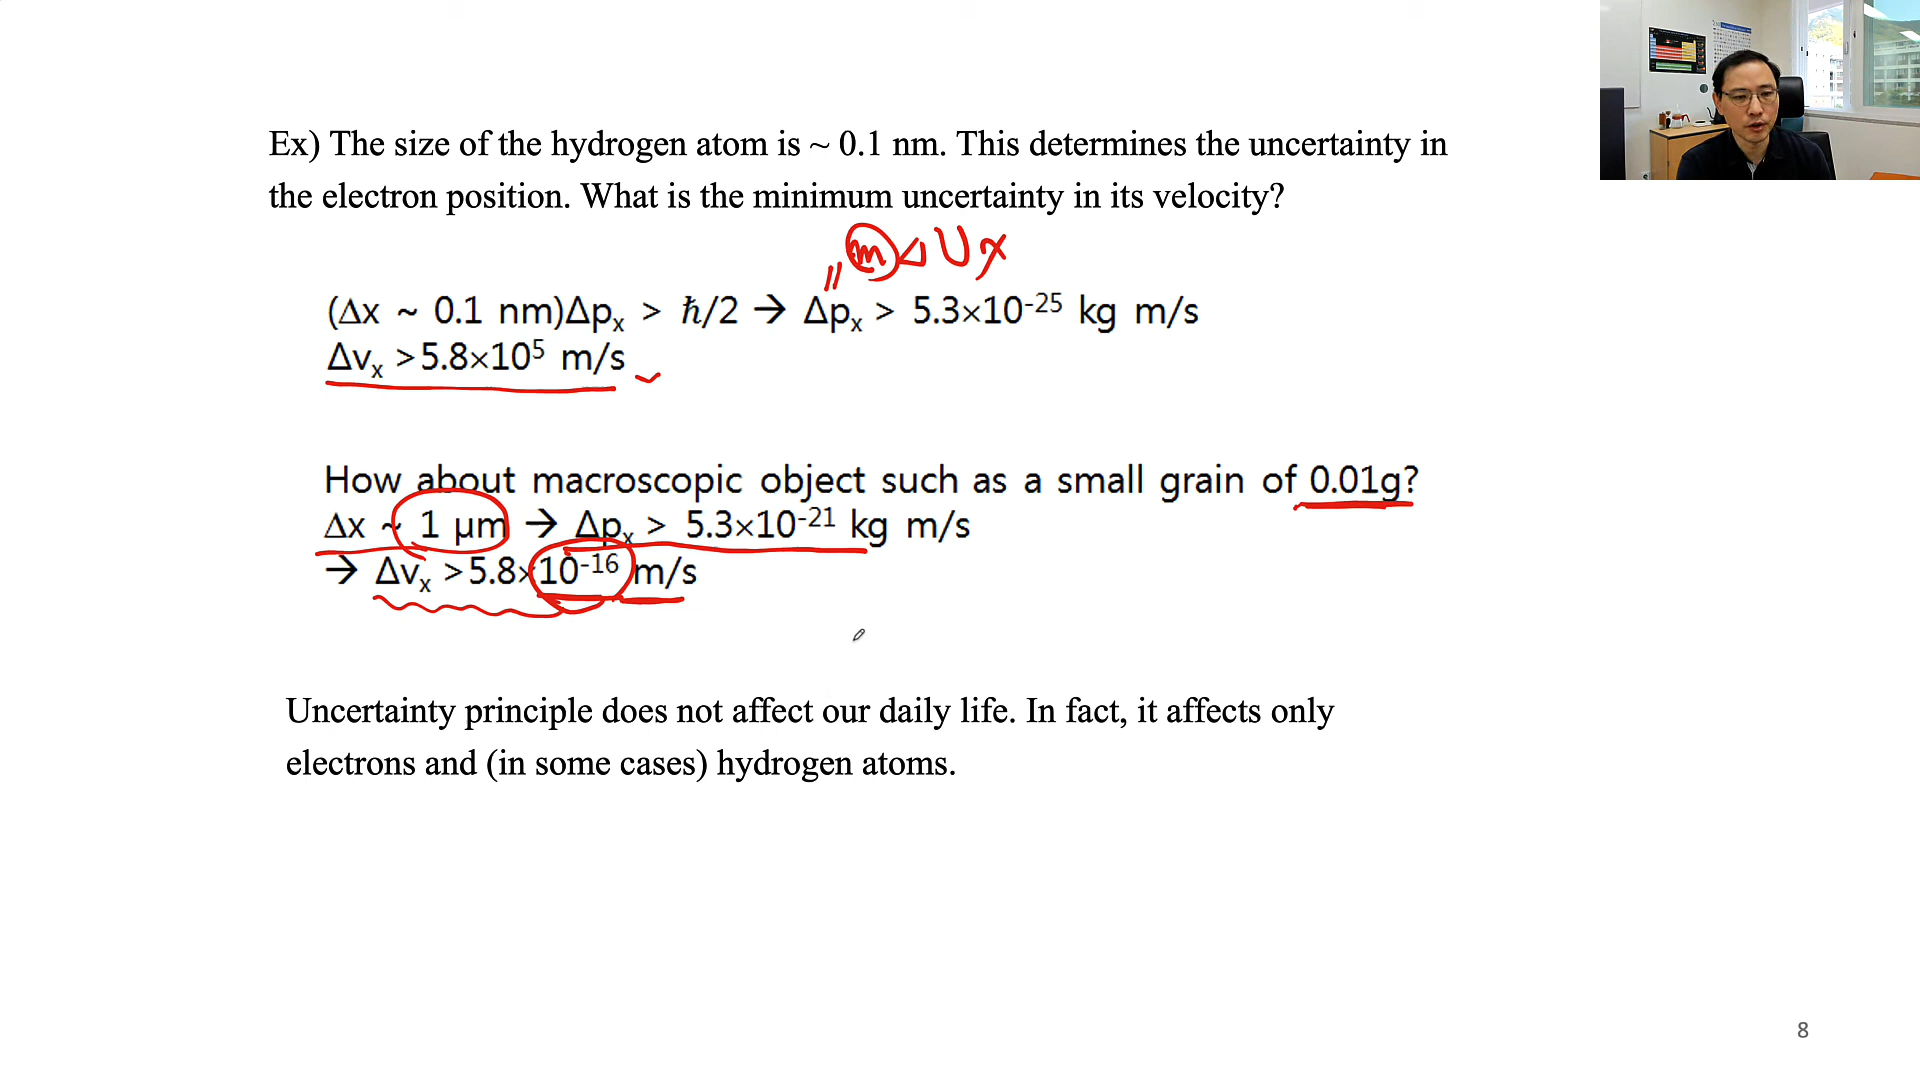 Ex) The size of the hydrogen atom is ~ 0.1 nm. This determines the uncertainty in
the electron position. What is the minimum uncertainty in its velocity?
" m Δ υ x
(Δx ~ 0.1 nm)Δpₓ > ℏ/2 → Δpₓ > 5.3×10⁻²⁵ kg m/s
Δvₓ >5.8×10⁵ m/s
How about macroscopic object such as a small grain of 0.01g?
Δx ~ 1 μm → Δpₓ > 5.3×10⁻²¹ kg m/s
→ Δvₓ >5.8×10⁻¹⁶ m/s
Uncertainty principle does not affect our daily life. In fact, it affects only
electrons and (in some cases) hydrogen atoms.
8